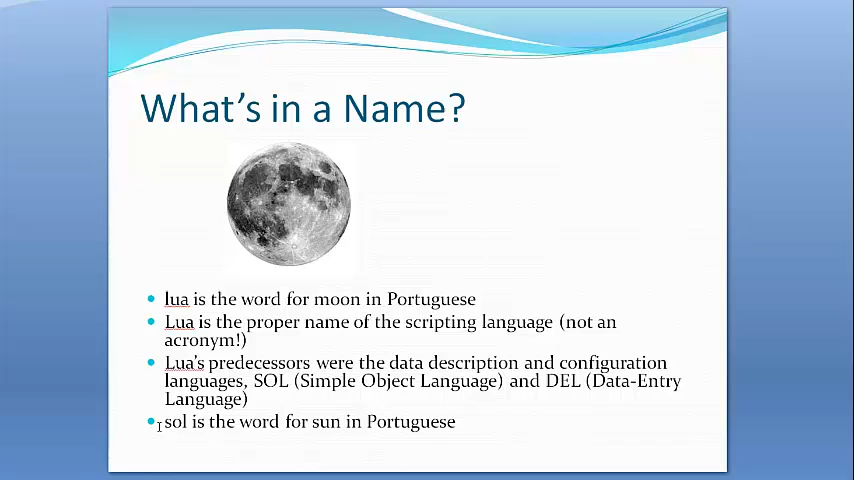 What's in a Name?
• lua is the word for moon in Portuguese
• Lua is the proper name of the scripting language (not an
acronym!)
• Lua's predecessors were the data description and configuration
languages, SOL (Simple Object Language) and DEL (Data-Entry
Language)
• sol is the word for sun in Portuguese